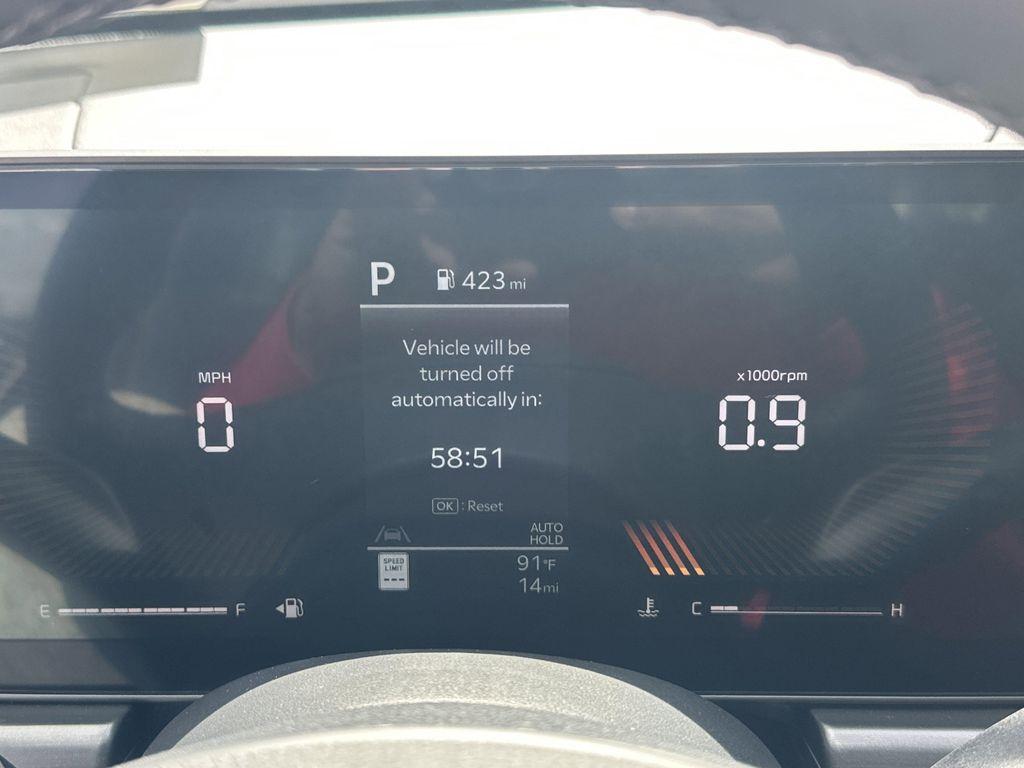 P 423 mi
Vehicle will be
turned off
automatically in:
58:51
OK : Reset
MPH
0
x1000rpm
0.9
AUTO
HOLD
SPEED
LIMIT
---
91°F
14mi
E F
C H